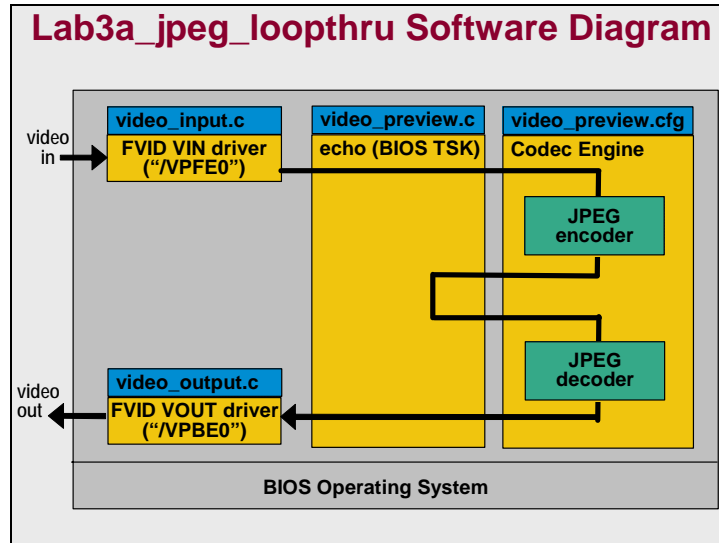 Lab3a_jpeg_loopthru Software Diagram
video in
video_input.c
FVID VIN driver
(“/VPFE0”)
video_preview.c
echo (BIOS TSK)
video_preview.cfg
Codec Engine
JPEG
encoder
JPEG
decoder
video
out
video_output.c
FVID VOUT driver
(“/VPBE0”)
BIOS Operating System